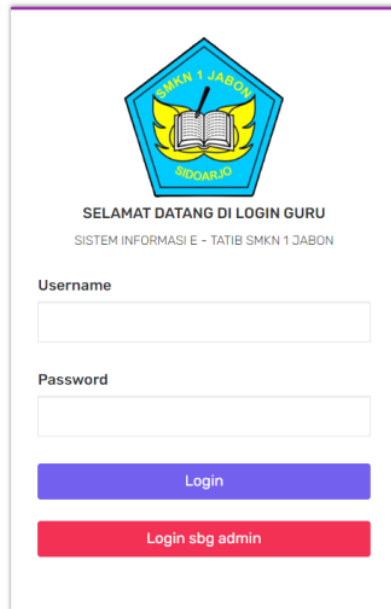 SMKN 1 JABON
SIDOARJO
SELAMAT DATANG DI LOGIN GURU
SISTEM INFORMASI E - TATIB SMKN 1 JABON
Username
Password
Login
Login sbg admin